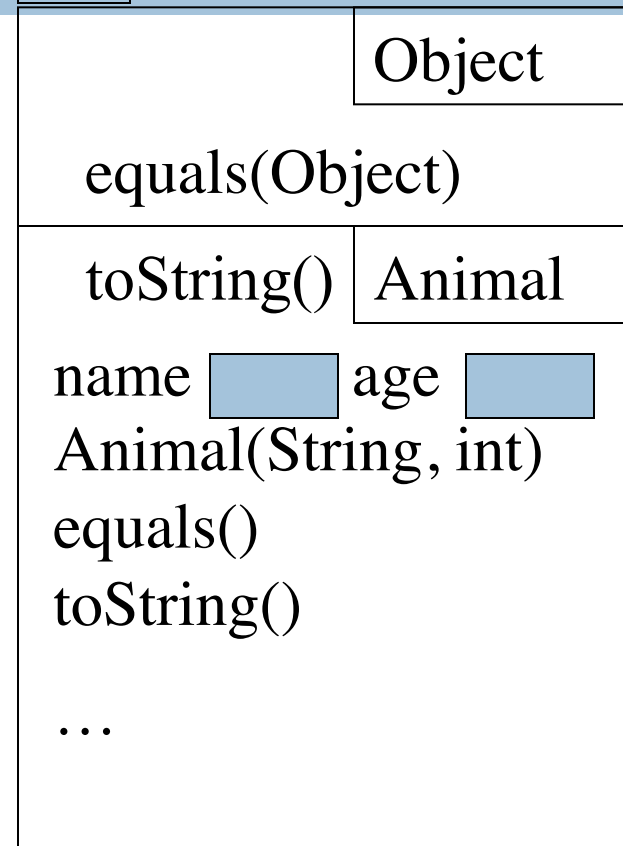 Object
equals(Object)
toString() Animal
name age
Animal(String, int)
equals()
toString()
…